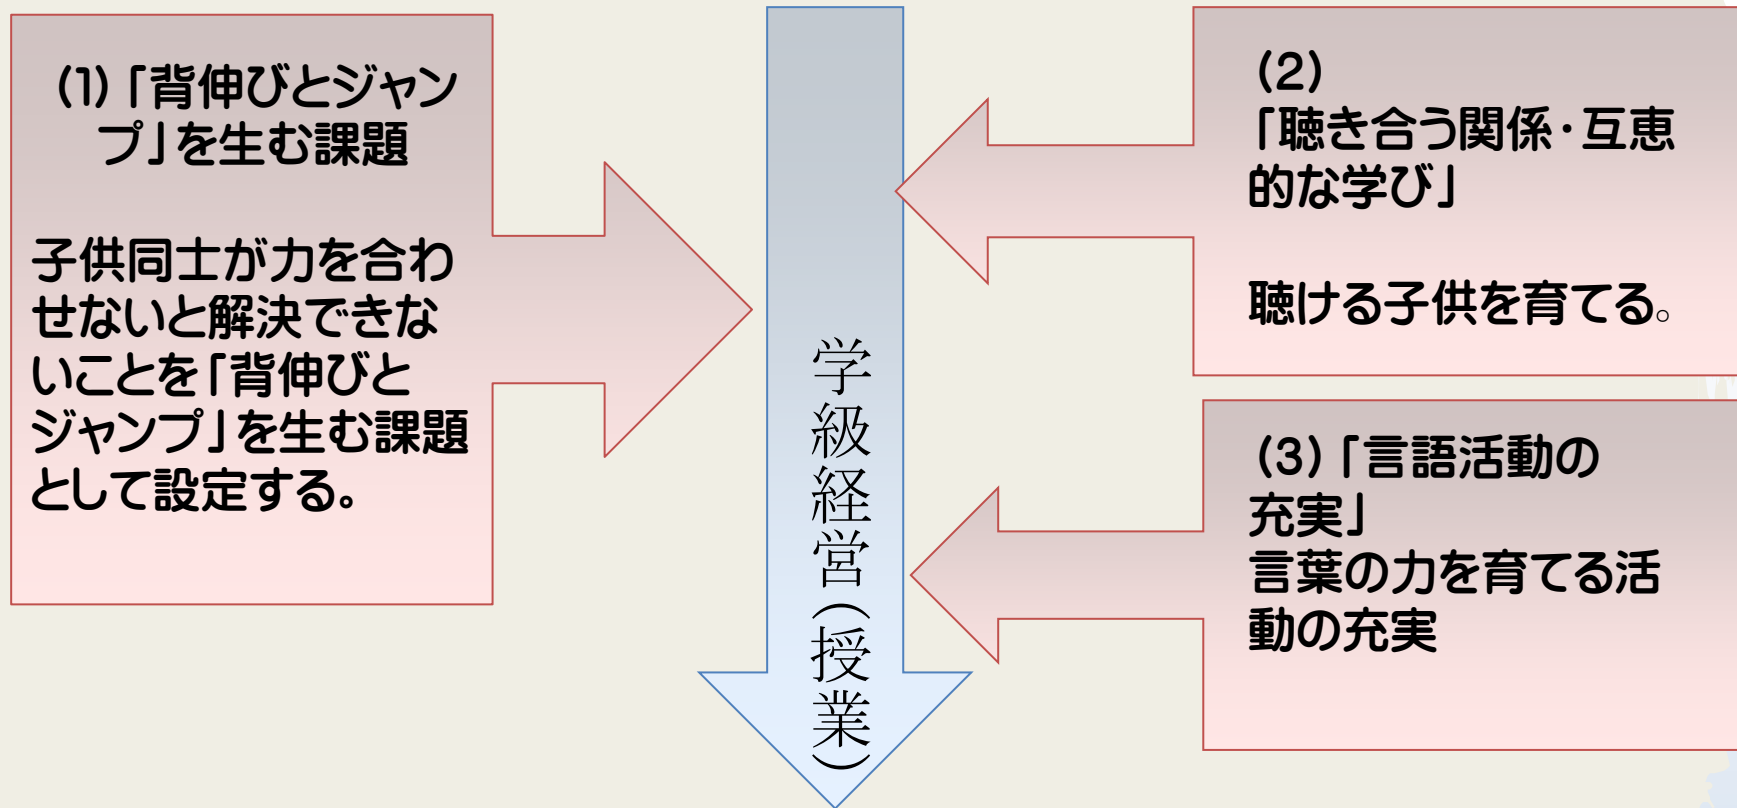 (1)「背伸びとジャン
プ」を生む課題
子供同士が力を合わ
せないと解決できな
いことを「背伸びと
ジャンプ」を生む課題
として設定する。
学級経営(授業)
(2)
「聴き合う関係・互恵
的な学び」
聴ける子供を育てる。
(3)「言語活動の
充実」
言葉の力を育てる活
動の充実